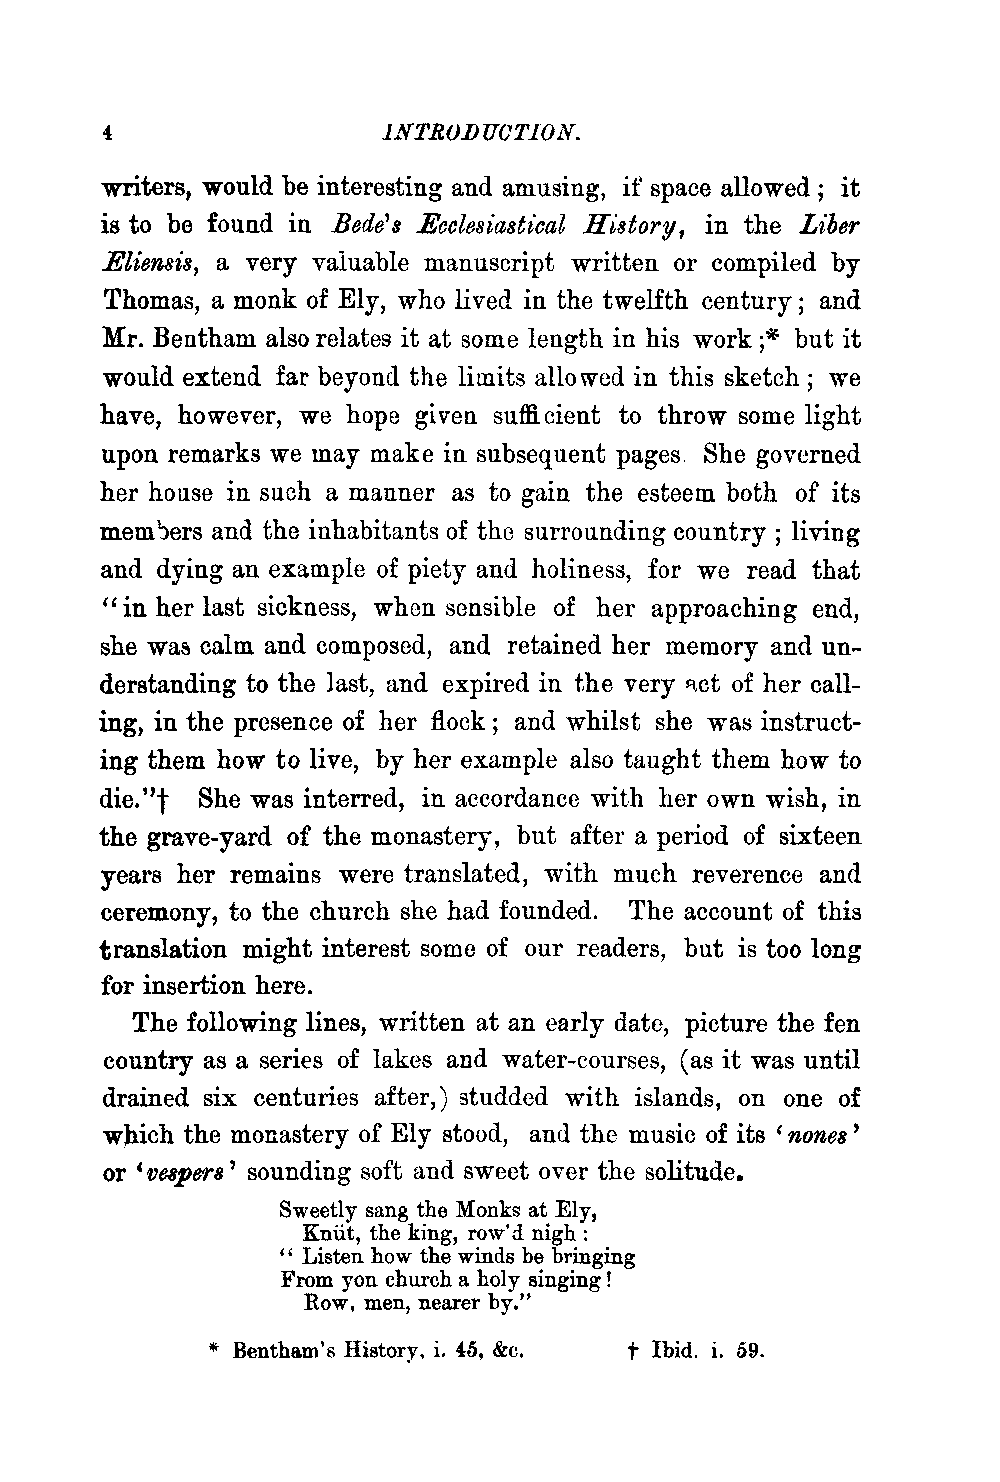 4 INTRODUCTION.
writers, would be interesting and amusing, if space allowed ; it
is to be found in Bede's Ecclesiastical History, in the Liber
Eliensis, a very valuable manuscript written or compiled by
Thomas, a monk of Ely, who lived in the twelfth century ; and
Mr. Bentham also relates it at some length in his work ;* but it
would extend far beyond the limits allowed in this sketch ; we
have, however, we hope given sufficient to throw some light
upon remarks we may make in subsequent pages. She governed
her house in such a manner as to gain the esteem both of its
members and the inhabitants of the surrounding country ; living
and dying an example of piety and holiness, for we read that
“in her last sickness, when sensible of her approaching end,
she was calm and composed, and retained her memory and un-
derstanding to the last, and expired in the very act of her call-
ing, in the presence of her flock ; and whilst she was instruct-
ing them how to live, by her example also taught them how to
die.”† She was interred, in accordance with her own wish, in
the grave-yard of the monastery, but after a period of sixteen
years her remains were translated, with much reverence and
ceremony, to the church she had founded. The account of this
translation might interest some of our readers, but is too long
for insertion here.
The following lines, written at an early date, picture the fen
country as a series of lakes and water-courses, (as it was until
drained six centuries after,) studded with islands, on one of
which the monastery of Ely stood, and the music of its ‘nones’
or ‘vespers’ sounding soft and sweet over the solitude.
Sweetly sang the Monks at Ely,
Knüt, the king, row'd nigh :
“ Listen how the winds be bringing
From yon church a holy singing !
Row, men, nearer by.”
* Bentham's History, i. 45, &c. † Ibid. i. 59.